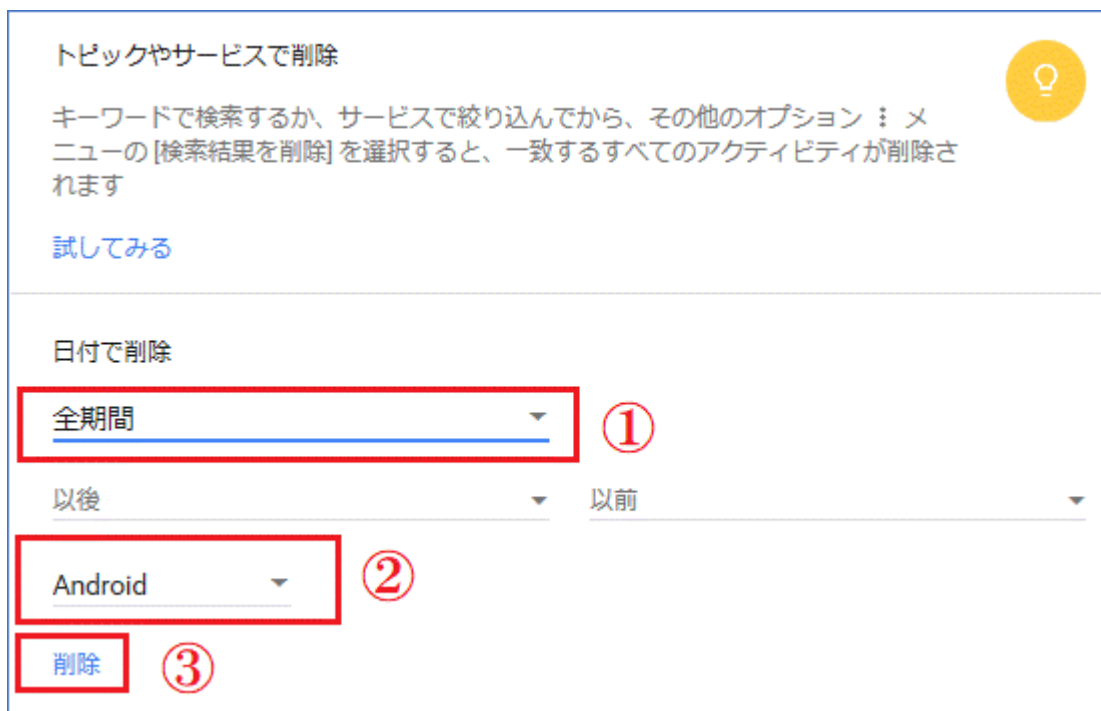 トピックやサービスで削除
キーワードで検索するか、サービスで絞り込んでから、その他のオプション ⋮ メ
ニューの [検索結果を削除] を選択すると、一致するすべてのアクティビティが削除さ
れます
試してみる
日付で削除
全期間
①
以後 以前
Android
②
削除
③